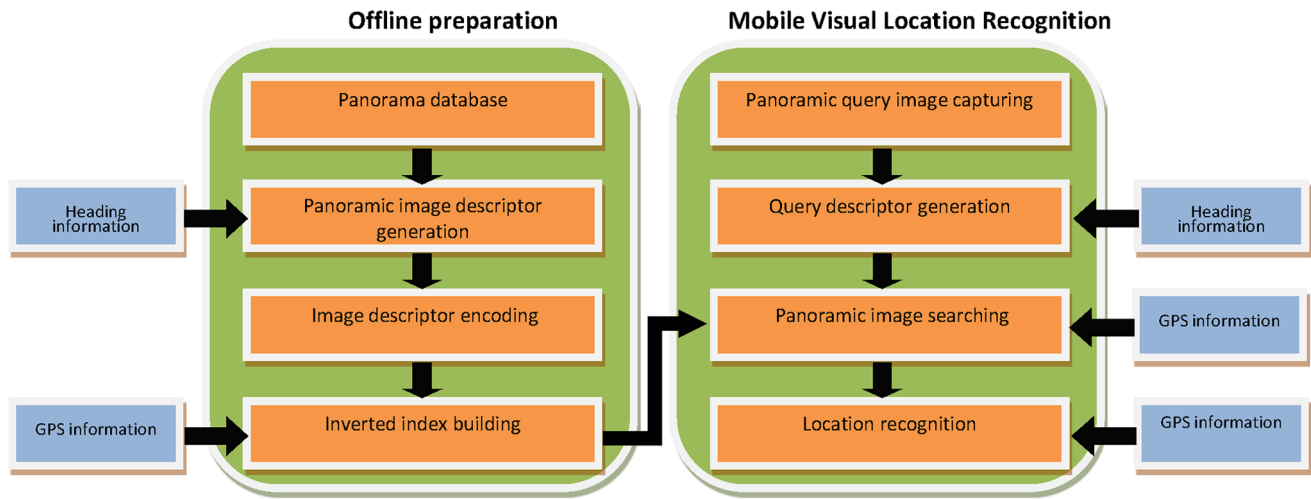 Offline preparation
Mobile Visual Location Recognition
Panorama database
Panoramic query image capturing
Heading
information
Panoramic image descriptor
generation
Query descriptor generation
Heading
information
Image descriptor encoding
Panoramic image searching
GPS information
GPS information
Inverted index building
Location recognition
GPS information